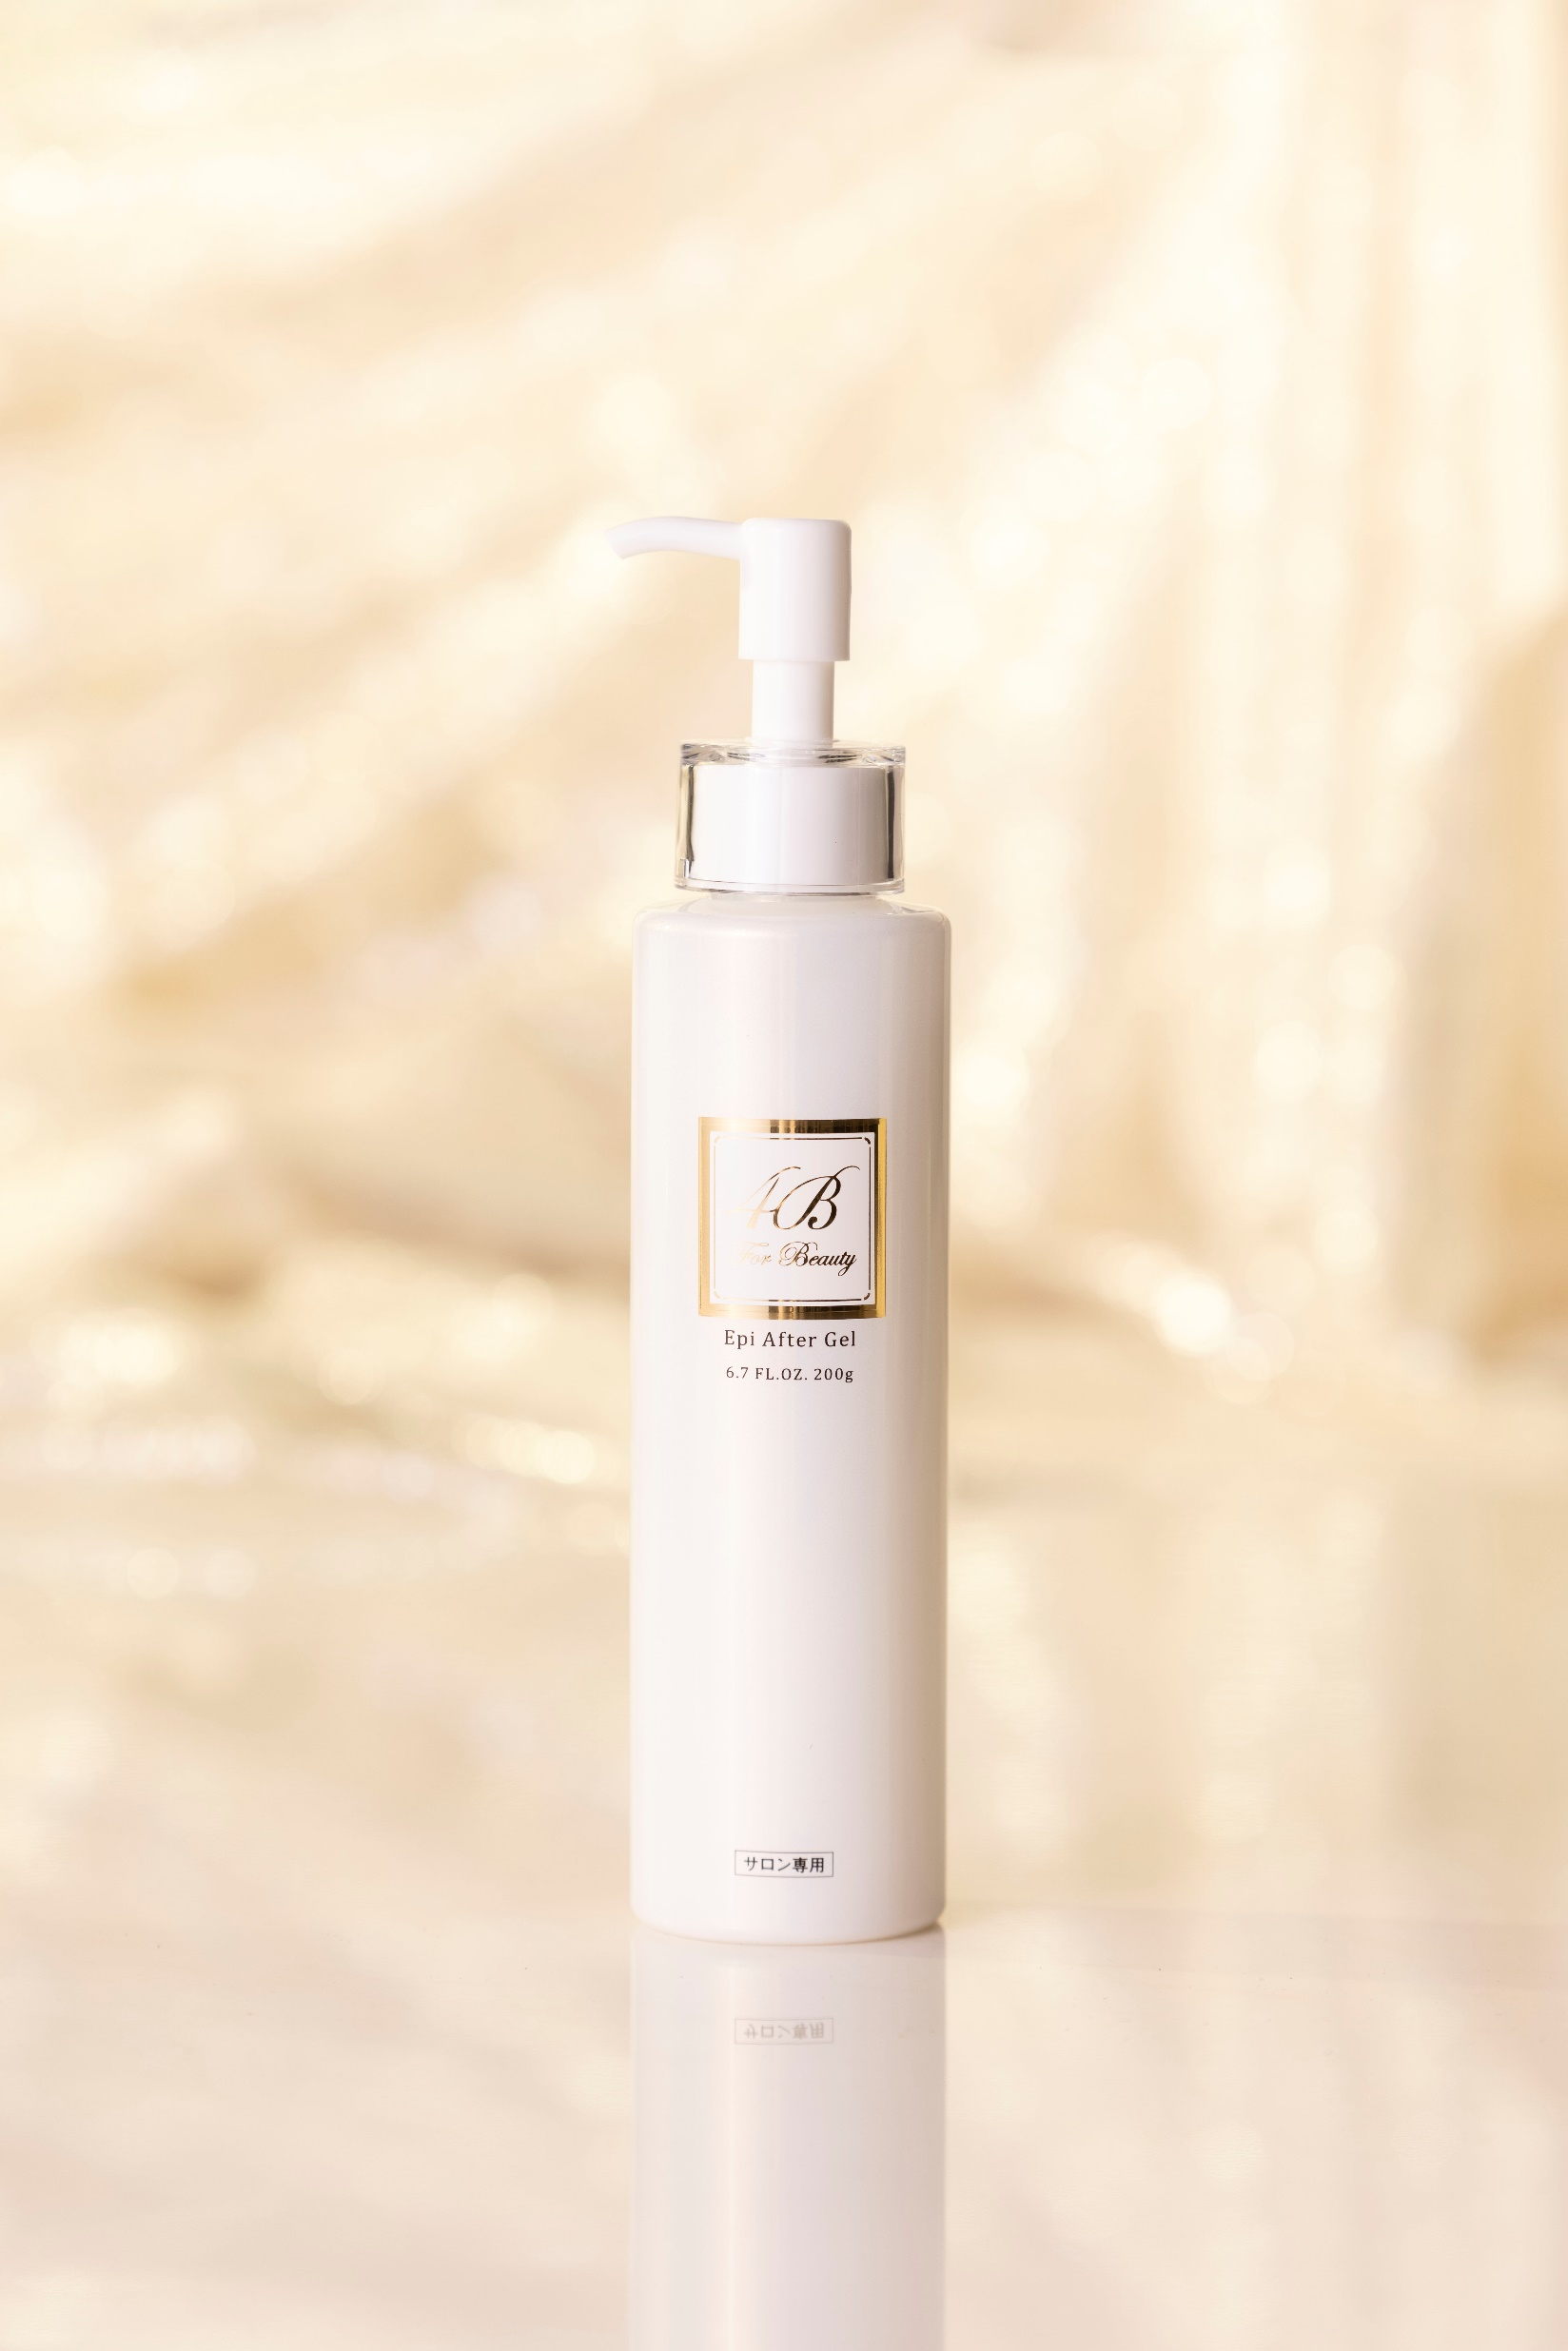 4B
For Beauty
Epi After Gel
6.7 FL.OZ. 200g
サロン専用